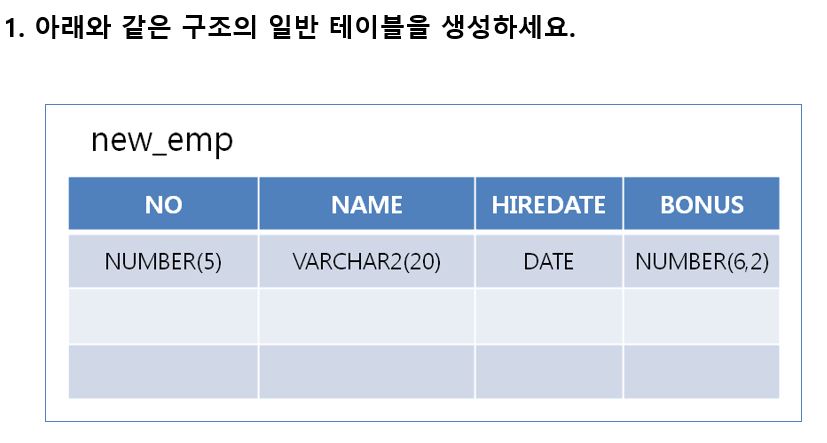 1. 아래와 같은 구조의 일반 테이블을 생성하세요.
new_emp
NO NAME HIREDATE BONUS
NUMBER(5) VARCHAR2(20) DATE NUMBER(6,2)